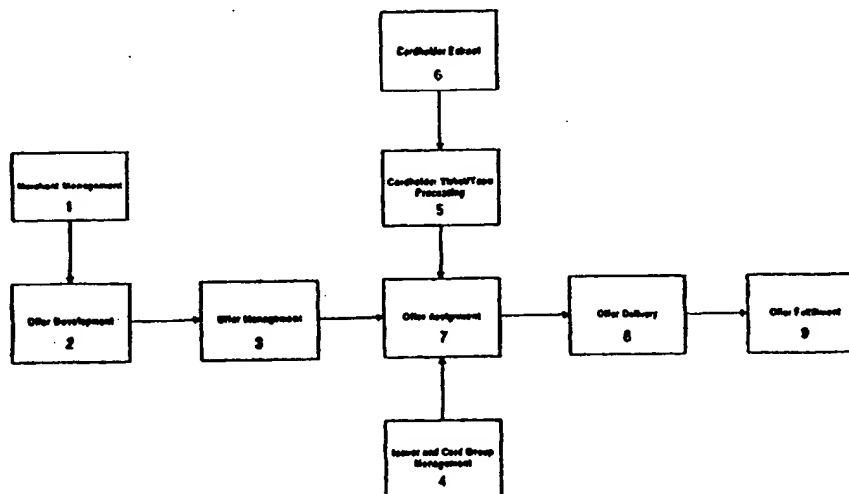 Cardholder Extract
6
Merchant Management
1
Cardholder Ticket/Tape
Processing
5
Offer Development
2
Offer Management
3
Offer Assignment
7
Offer Delivery
8
Offer Fulfillment
9
Issuer and Card Group
Management
4